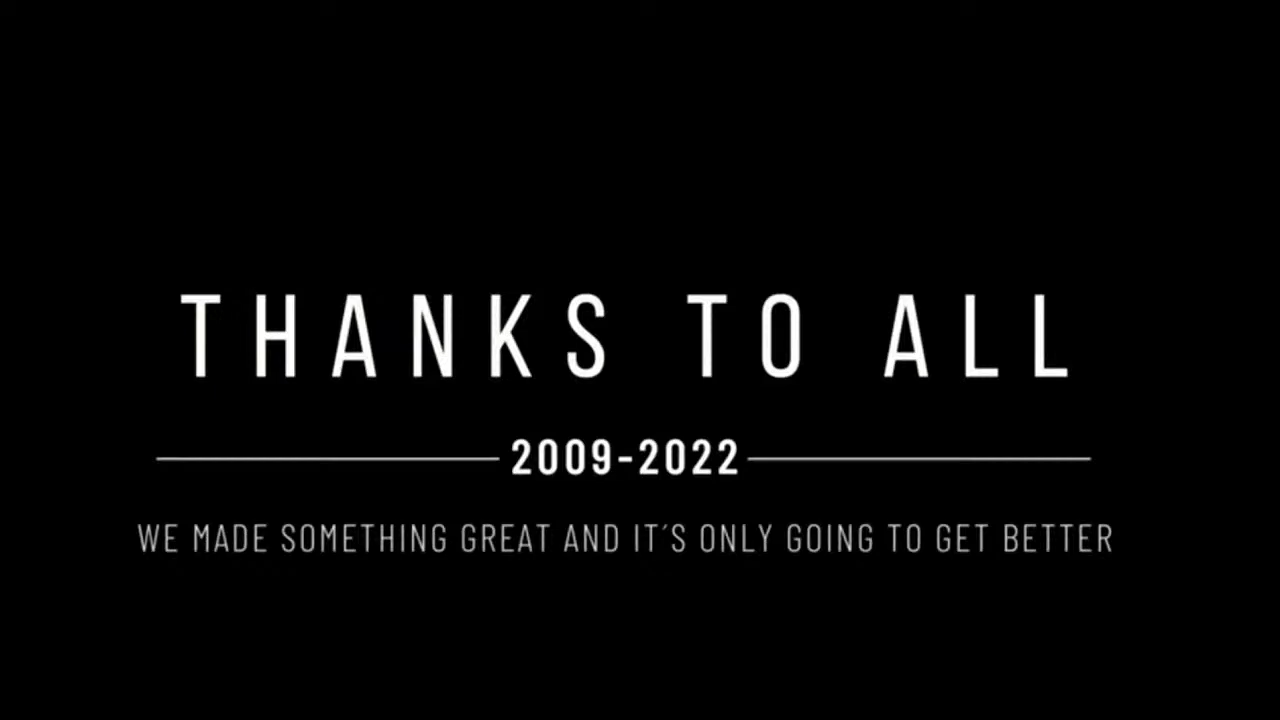 THANKS TO ALL
2009-2022
WE MADE SOMETHING GREAT AND IT´S ONLY GOING TO GET BETTER